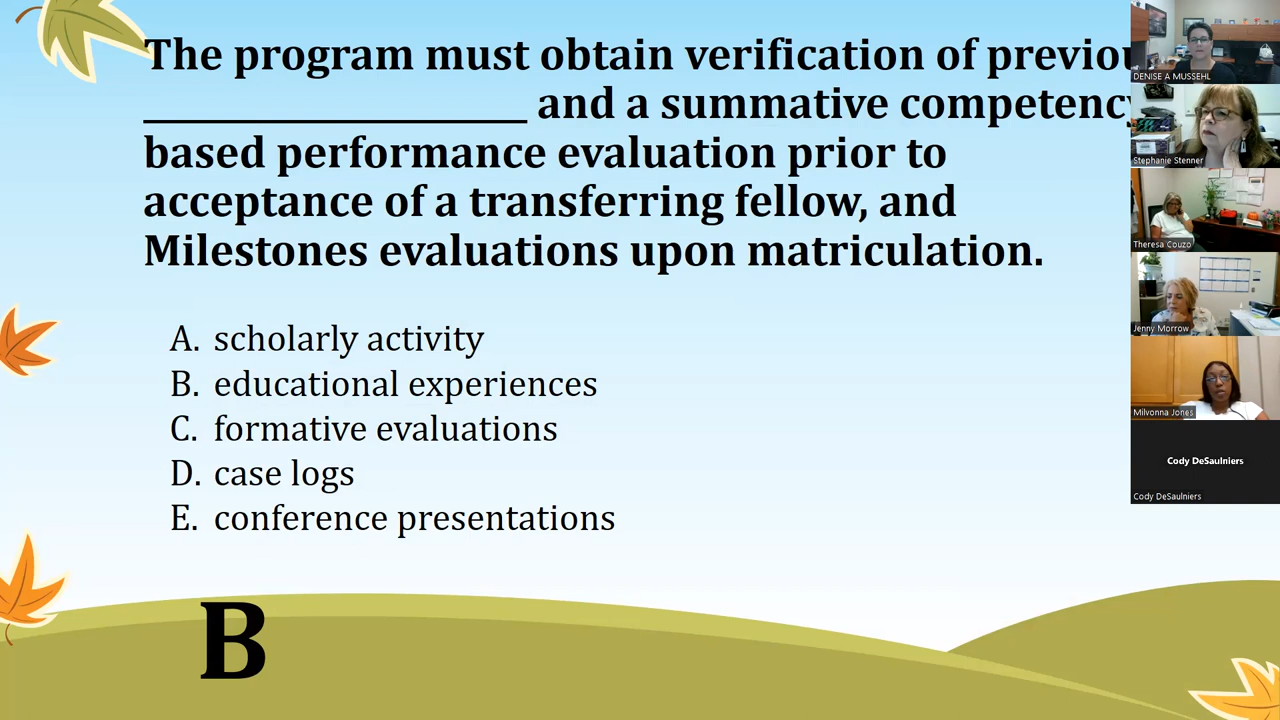 The program must obtain verification of previou
____________________ and a summative competency
based performance evaluation prior to
acceptance of a transferring fellow, and
Milestones evaluations upon matriculation.
A. scholarly activity
B. educational experiences
C. formative evaluations
D. case logs
E. conference presentations
B
DENISE A MUSSEHL
Stephanie Stenner
Theresa Couzo
Jenny Morrow
Milvonna Jones
Cody DeSaulniers
Cody DeSaulniers